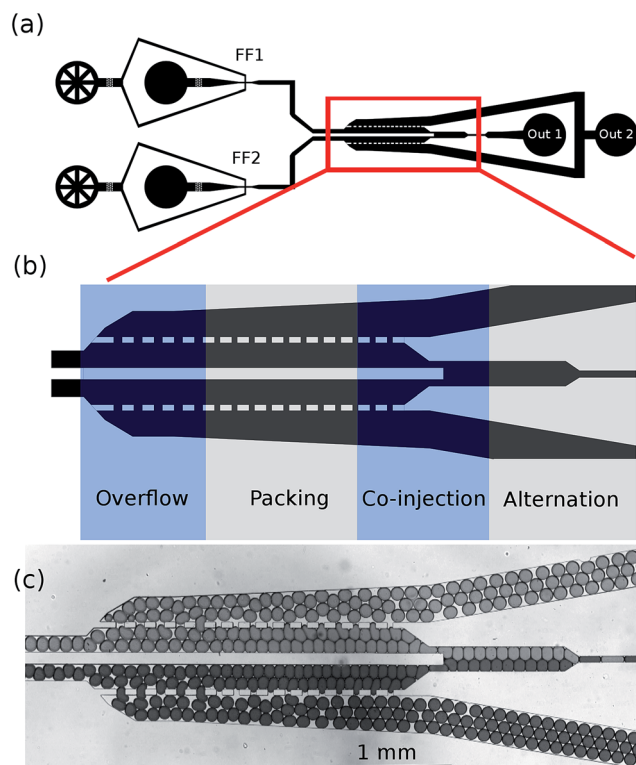 (a)
FF1
FF2
Out 1
Out 2
(b)
Overflow
Packing
Co-injection
Alternation
(c)
1 mm